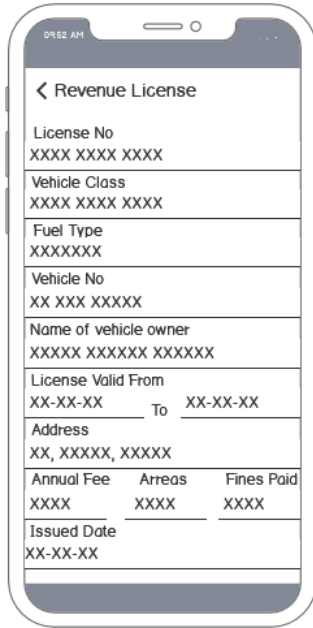 09:52 AM
Revenue License
License No
XXXX XXXX XXXX
Vehicle Class
XXXX XXXX XXXX
Fuel Type
XXXXXXX
Vehicle No
XX XXX XXXXX
Name of vehicle owner
XXXXX XXXXXX XXXXXX
License Valid From
XX-XX-XX To XX-XX-XX
Address
XX, XXXXX, XXXXX
Annual Fee Arreas Fines Paid
XXXX XXXX XXXX
Issued Date
XX-XX-XX